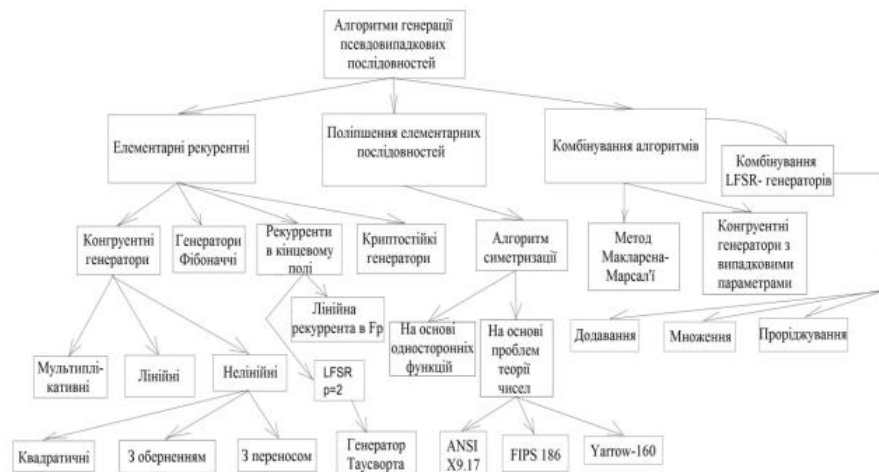 Алгоритми генерації
псевдовипадкових
послідовностей
Елементарні рекурентні
Поліпшення елементарних
послідовностей
Комбінування алгоритмів
Комбінування
LFSR- генераторів
Конгруентні
генератори
Генератори
Фібоначчі
Рекурренти
в кінцевому
полі
Криптостійкі
генератори
Алгоритм
симетризації
Метод
Макларена-
Марсал'ї
Конгруентні
генератори з
випадковими
параметрами
Лінійна
рекуррента в Fp
На основі
односторонніх
функцій
На основі
проблем
теорії
чисел
Додавання
Множення
Проріджування
Мультиплі-
кативні
Лінійні
Нелінійні
LFSR
p=2
Квадратичні
З оберненням
З переносом
Генератор
Таусворта
ANSI
X9.17
FIPS 186
Yarrow-160